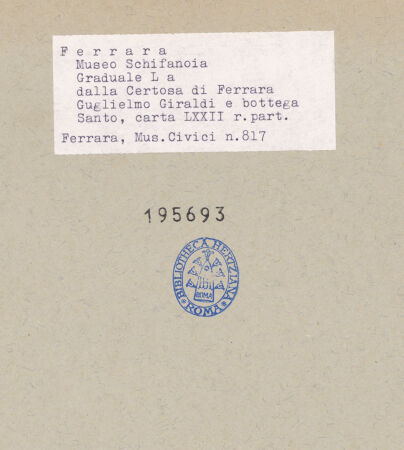 F e r r a r a
Museo Schifanoia
Graduale L a
dalla Certosa di Ferrara
Guglielmo Giraldi e bottega
Santo, carta LXXII r.part.
Ferrara, Mus.Civici n.817
195693
BIBLIOTHECA HERTZIANA
ROMA
ROMA